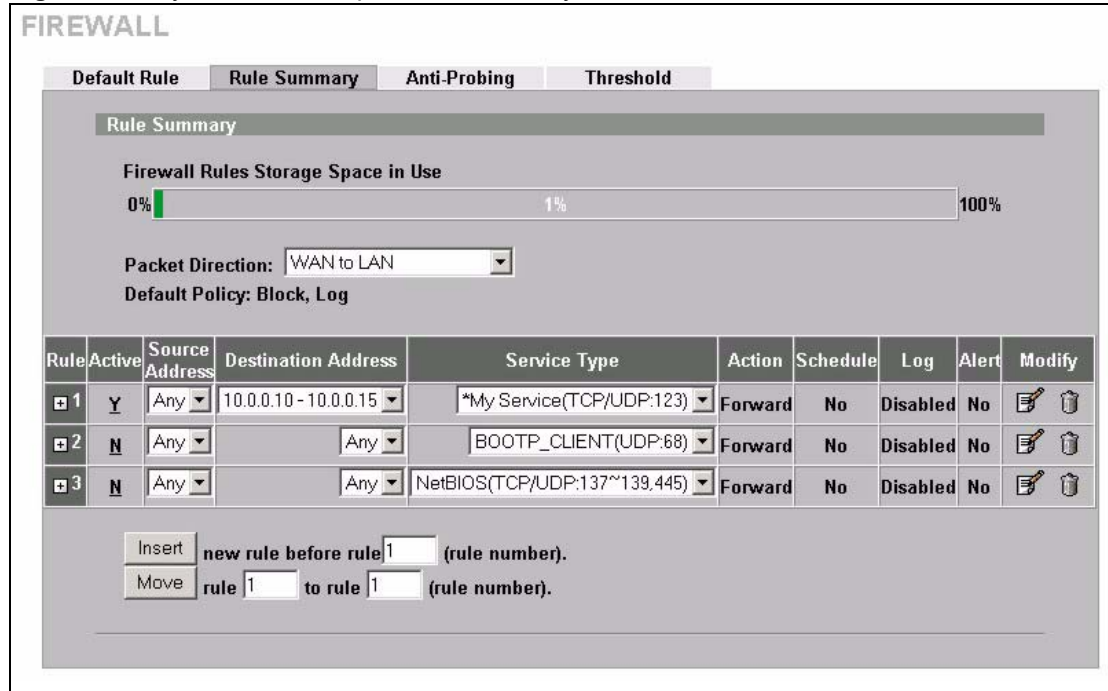 FIREWALL
Default Rule Rule Summary Anti-Probing Threshold
Rule Summary
Firewall Rules Storage Space in Use
0% 1% 100%
Packet Direction: WAN to LAN
Default Policy: Block, Log
Rule Active Source Address Destination Address Service Type Action Schedule Log Alert Modify
1 Y Any 10.0.0.10 - 10.0.0.15 *My Service(TCP/UDP:123) Forward No Disabled No
2 N Any Any BOOTP_CLIENT(UDP:68) Forward No Disabled No
3 N Any Any NetBIOS(TCP/UDP:137~139,445) Forward No Disabled No
Insert new rule before rule 1 (rule number).
Move rule 1 to rule 1 (rule number).